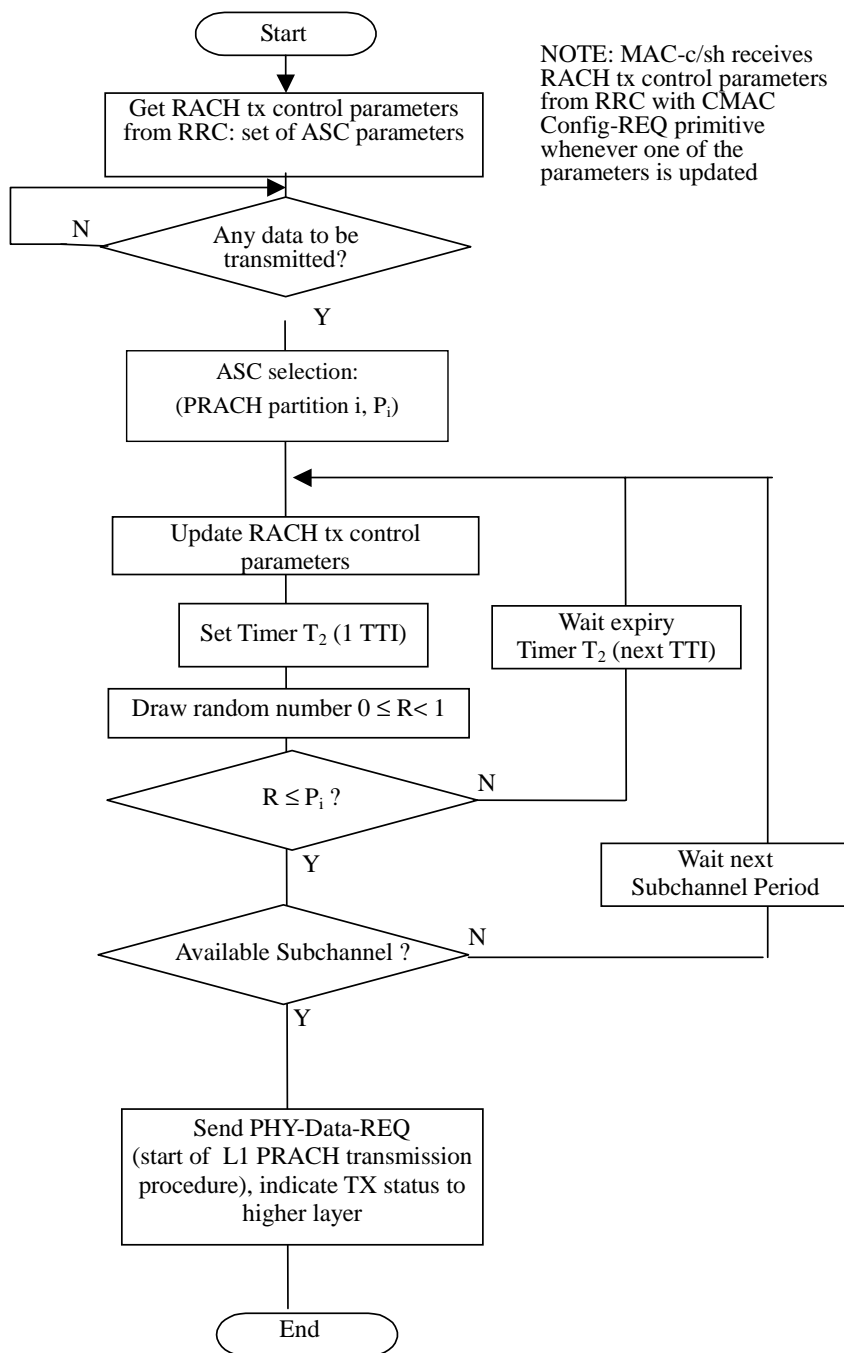 Start
NOTE: MAC-c/sh receives
RACH tx control parameters
from RRC with CMAC
Config-REQ primitive
whenever one of the
parameters is updated
Get RACH tx control parameters
from RRC: set of ASC parameters
N
Any data to be
transmitted?
Y
ASC selection:
(PRACH partition i, Pi)
Update RACH tx control
parameters
Set Timer T2 (1 TTI)
Wait expiry
Timer T2 (next TTI)
Draw random number 0 ≤ R< 1
R ≤ Pi ?
N
Y
Wait next
Subchannel Period
Available Subchannel ?
N
Y
Send PHY-Data-REQ
(start of L1 PRACH transmission
procedure), indicate TX status to
higher layer
End